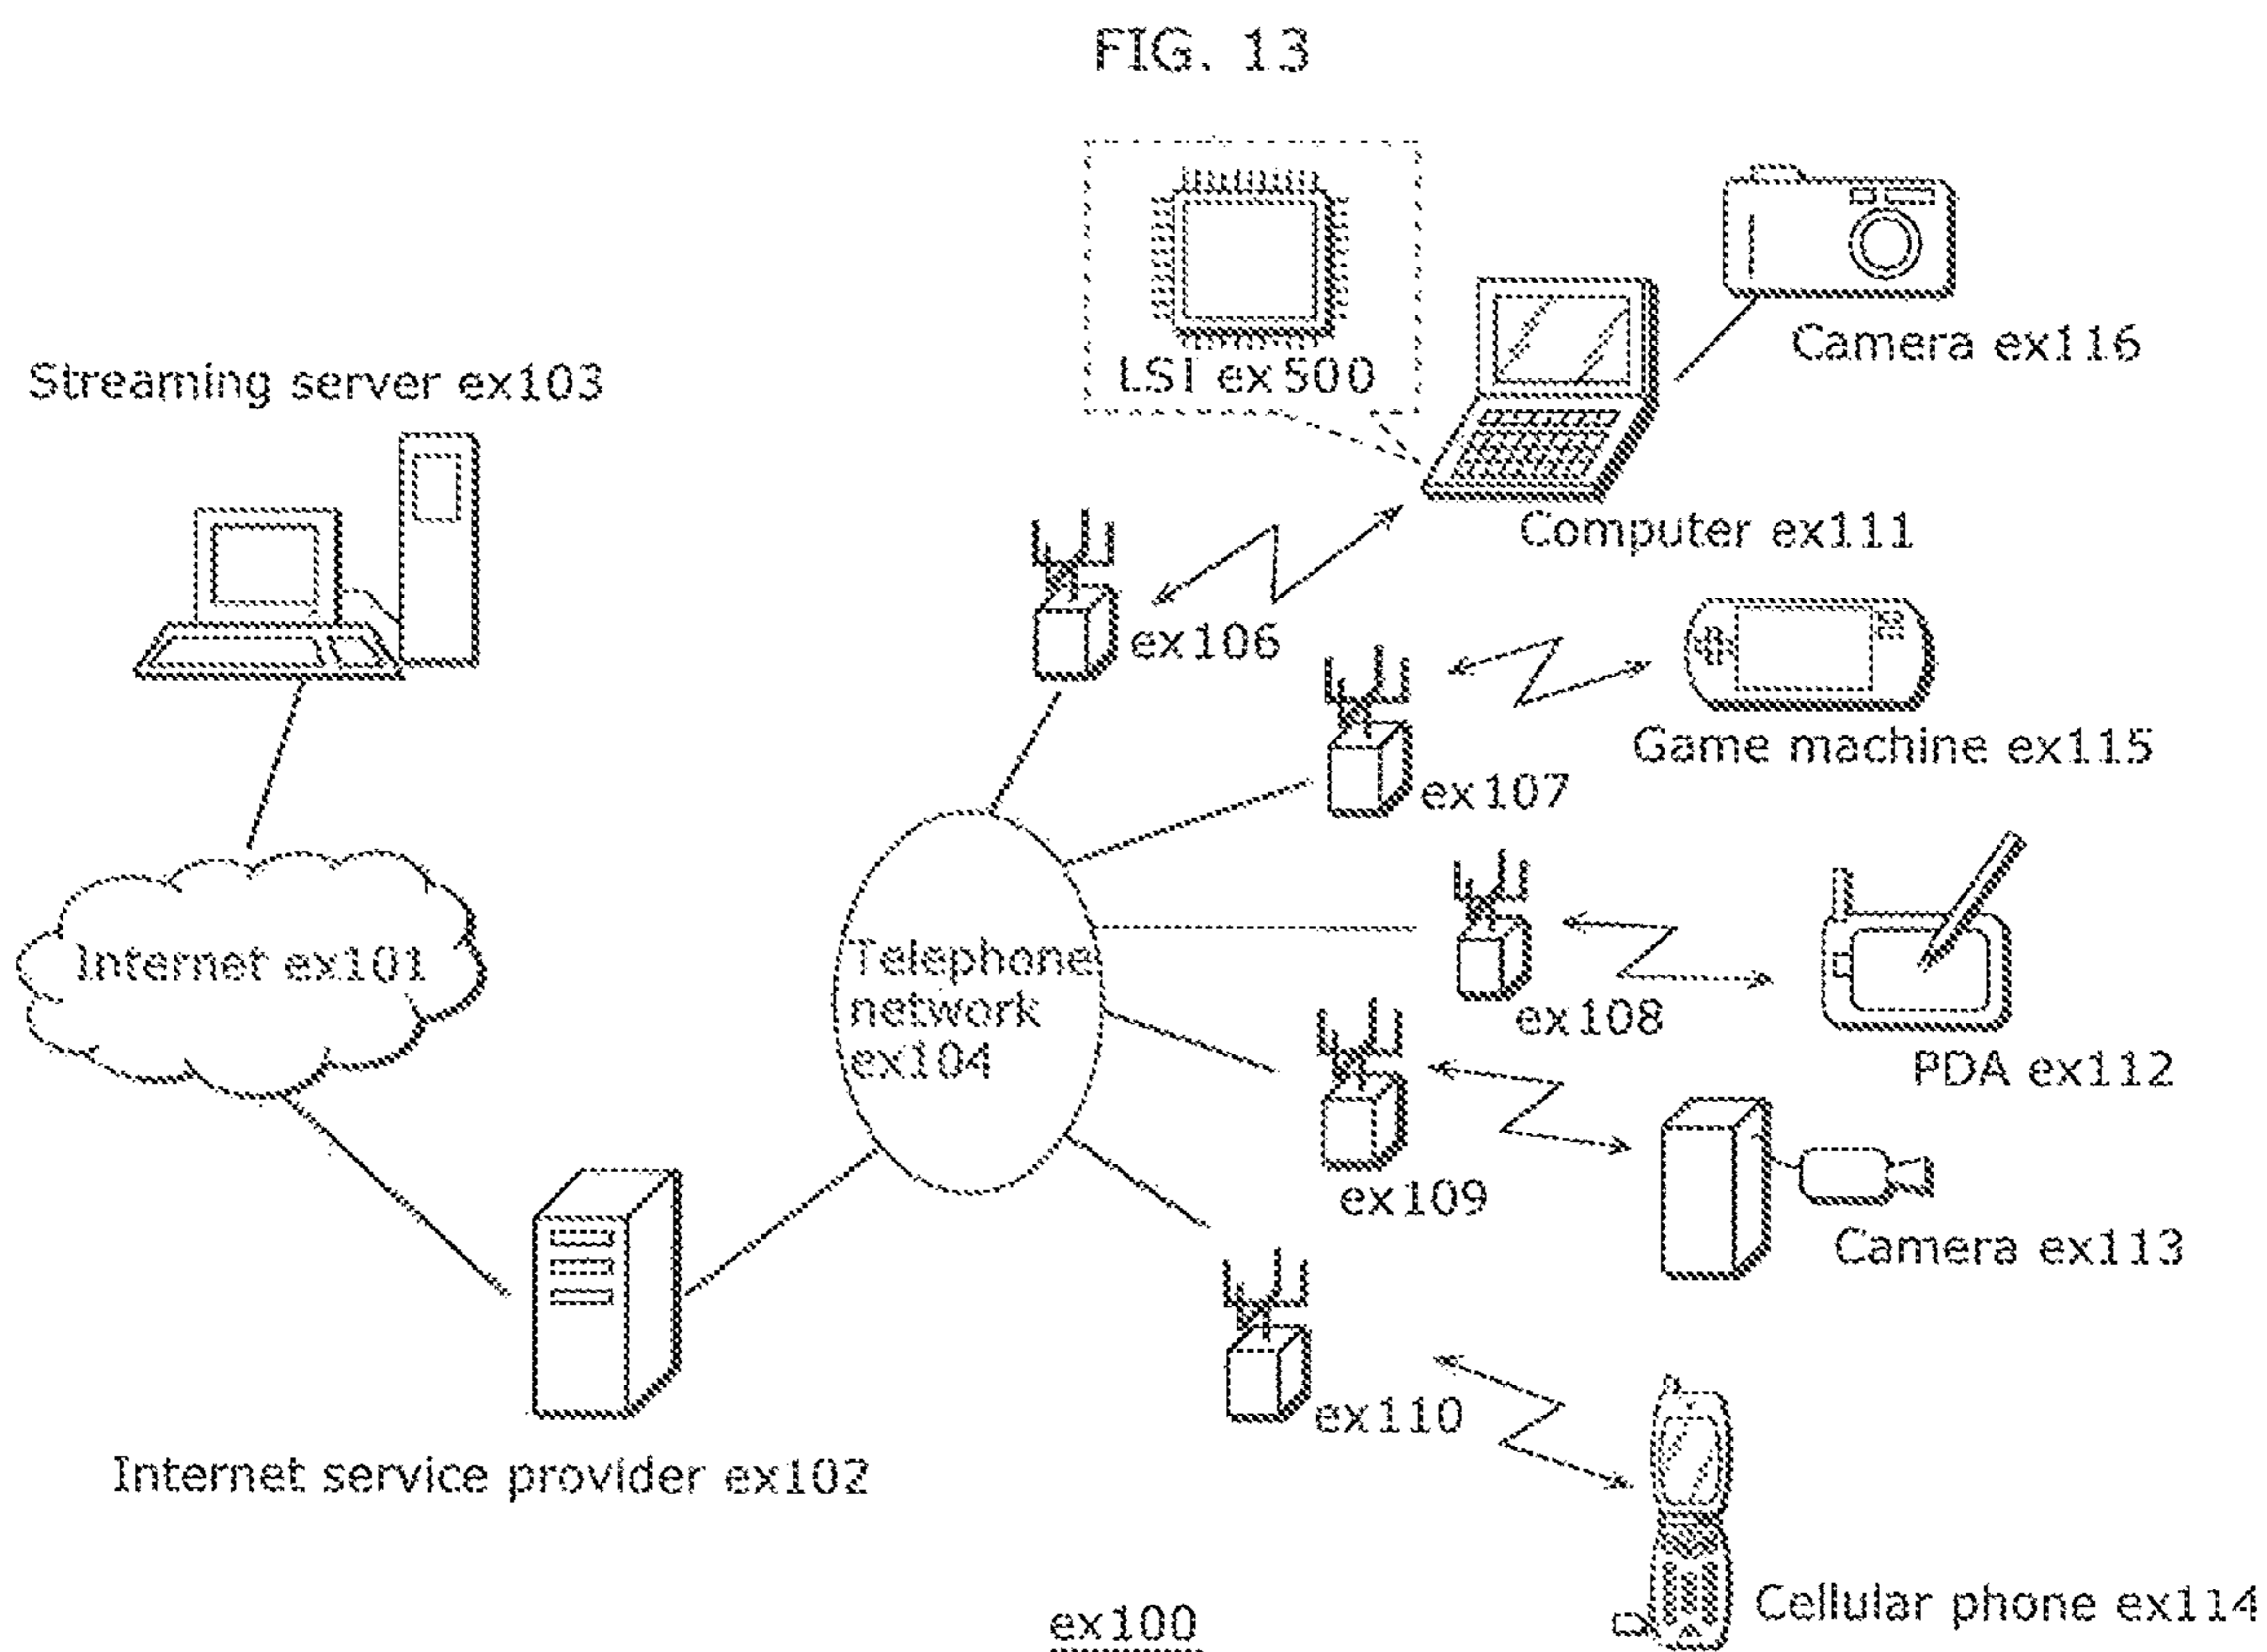 FIG. 13
LSI ex500
Camera ex116
Streaming server ex103
Computer ex111
ex106
Game machine ex115
ex107
Internet ex101
Telephone
network
ex104
ex108
PDA ex112
ex109
Camera ex113
ex110
Internet service provider ex102
Cellular phone ex114
ex100